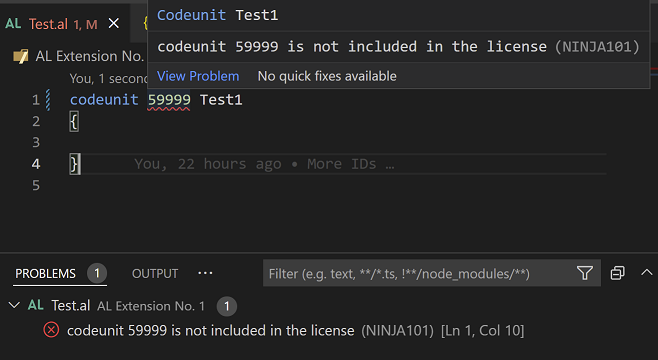 AL Test.al 1, M
{
Codeunit Test1
codeunit 59999 is not included in the license (NINJA101)
View Problem No quick fixes available
AL Extension No.
You, 1 secon
1 codeunit 59999 Test1
2 {
3
4 } You, 22 hours ago • More IDs …
5
PROBLEMS 1 OUTPUT ··· Filter (e.g. text, **/*.ts, !**/node_modules/**)
AL Test.al AL Extension No. 1 1
codeunit 59999 is not included in the license (NINJA101) [Ln 1, Col 10]